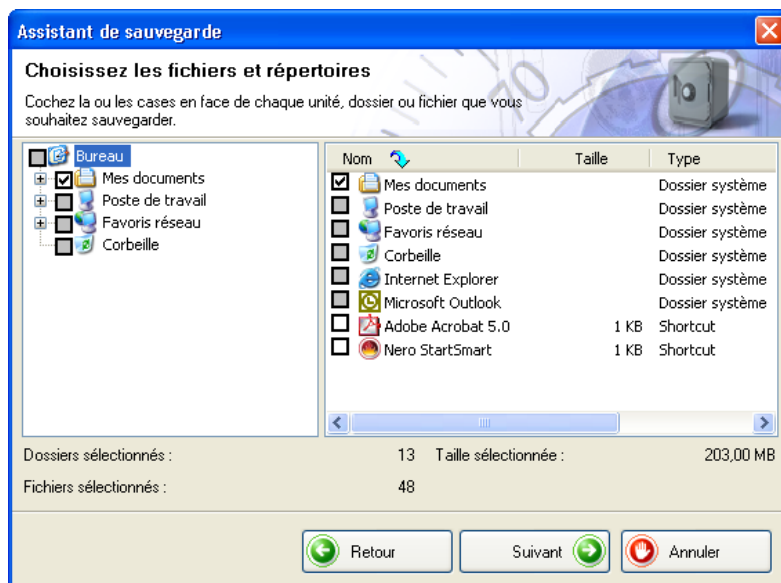 Assistant de sauvegarde
Choisissez les fichiers et répertoires
Cochez la ou les cases en face de chaque unité, dossier ou fichier que vous
souhaitez sauvegarder.
70
Bureau
Mes documents
Poste de travail
Favoris réseau
Corbeille
Nom Taille Type
Mes documents Dossier système
Poste de travail Dossier système
Favoris réseau Dossier système
Corbeille Dossier système
Internet Explorer Dossier système
Microsoft Outlook Dossier système
Adobe Acrobat 5.0 1 KB Shortcut
Nero StartSmart 1 KB Shortcut
Dossiers sélectionnés : 13 Taille sélectionnée : 203,00 MB
Fichiers sélectionnés : 48
Retour Suivant Annuler